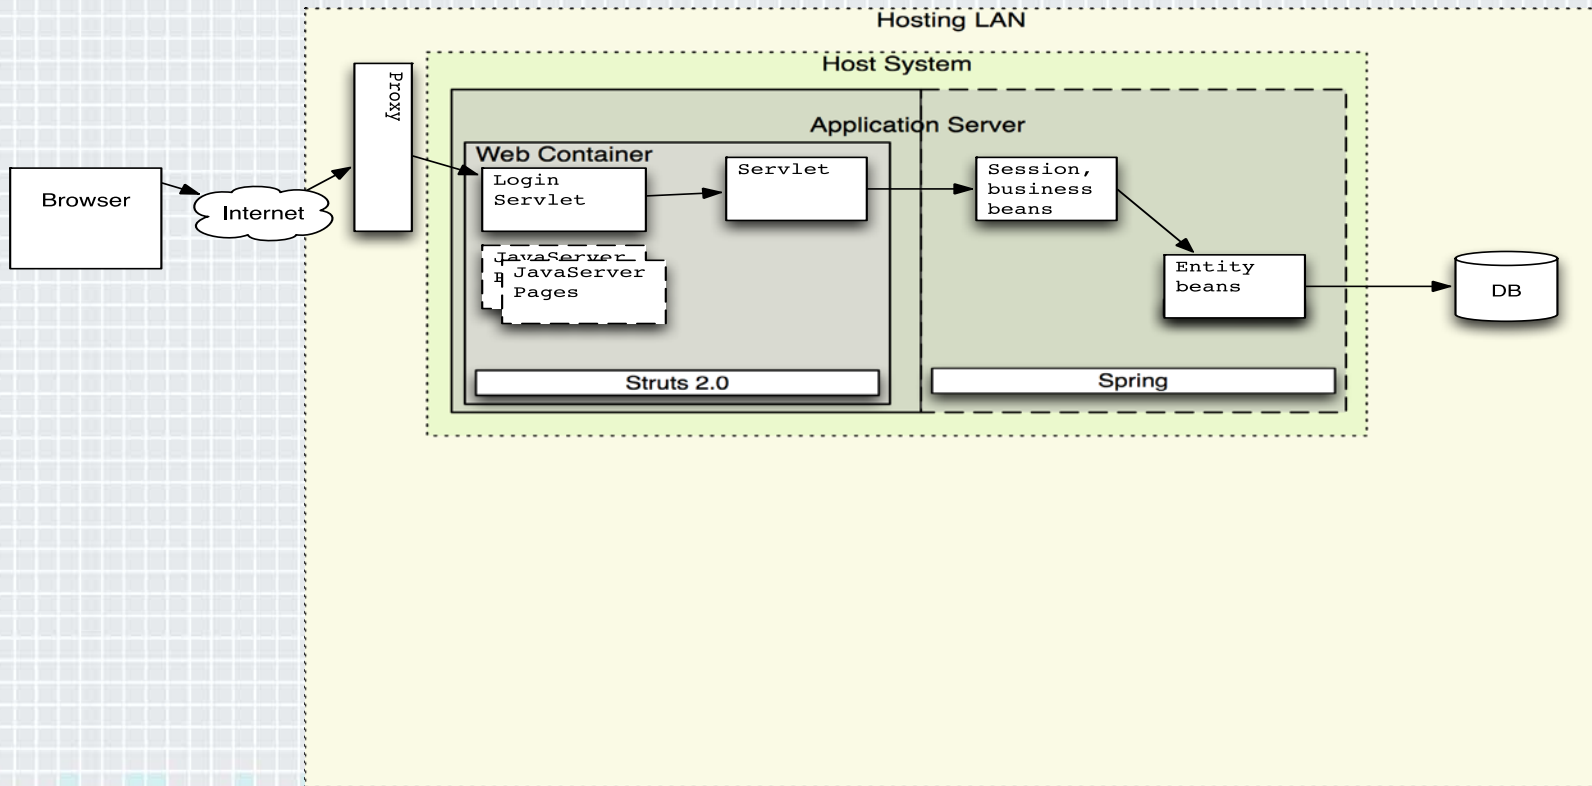 Hosting LAN
Host System
Proxy
Application Server
Web Container
Login
Servlet
Servlet
Session,
business
beans
Browser
Internet
JavaServer
JavaServer
Pages
Entity
beans
DB
Struts 2.0
Spring